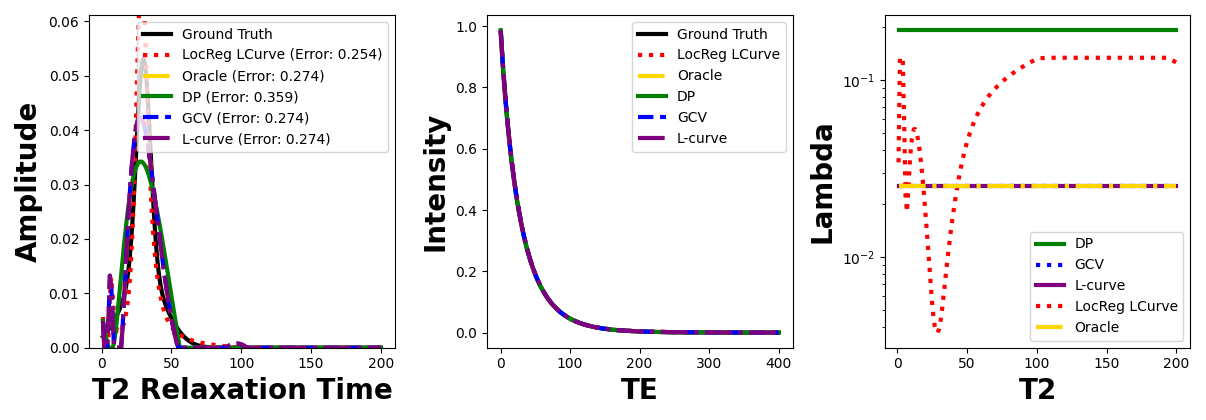 0.06
0.05
0.04
0.03
0.02
0.01
0.00
Amplitude
Ground Truth
LocReg LCurve (Error: 0.254)
Oracle (Error: 0.274)
DP (Error: 0.359)
GCV (Error: 0.274)
L-curve (Error: 0.274)
0 50 100 150 200
T2 Relaxation Time
1.0
0.8
0.6
0.4
0.2
0.0
Intensity
Ground Truth
LocReg LCurve
Oracle
DP
GCV
L-curve
0 100 200 300 400
TE
10⁻¹
10⁻²
Lambda
DP
GCV
L-curve
LocReg LCurve
Oracle
0 50 100 150 200
T2